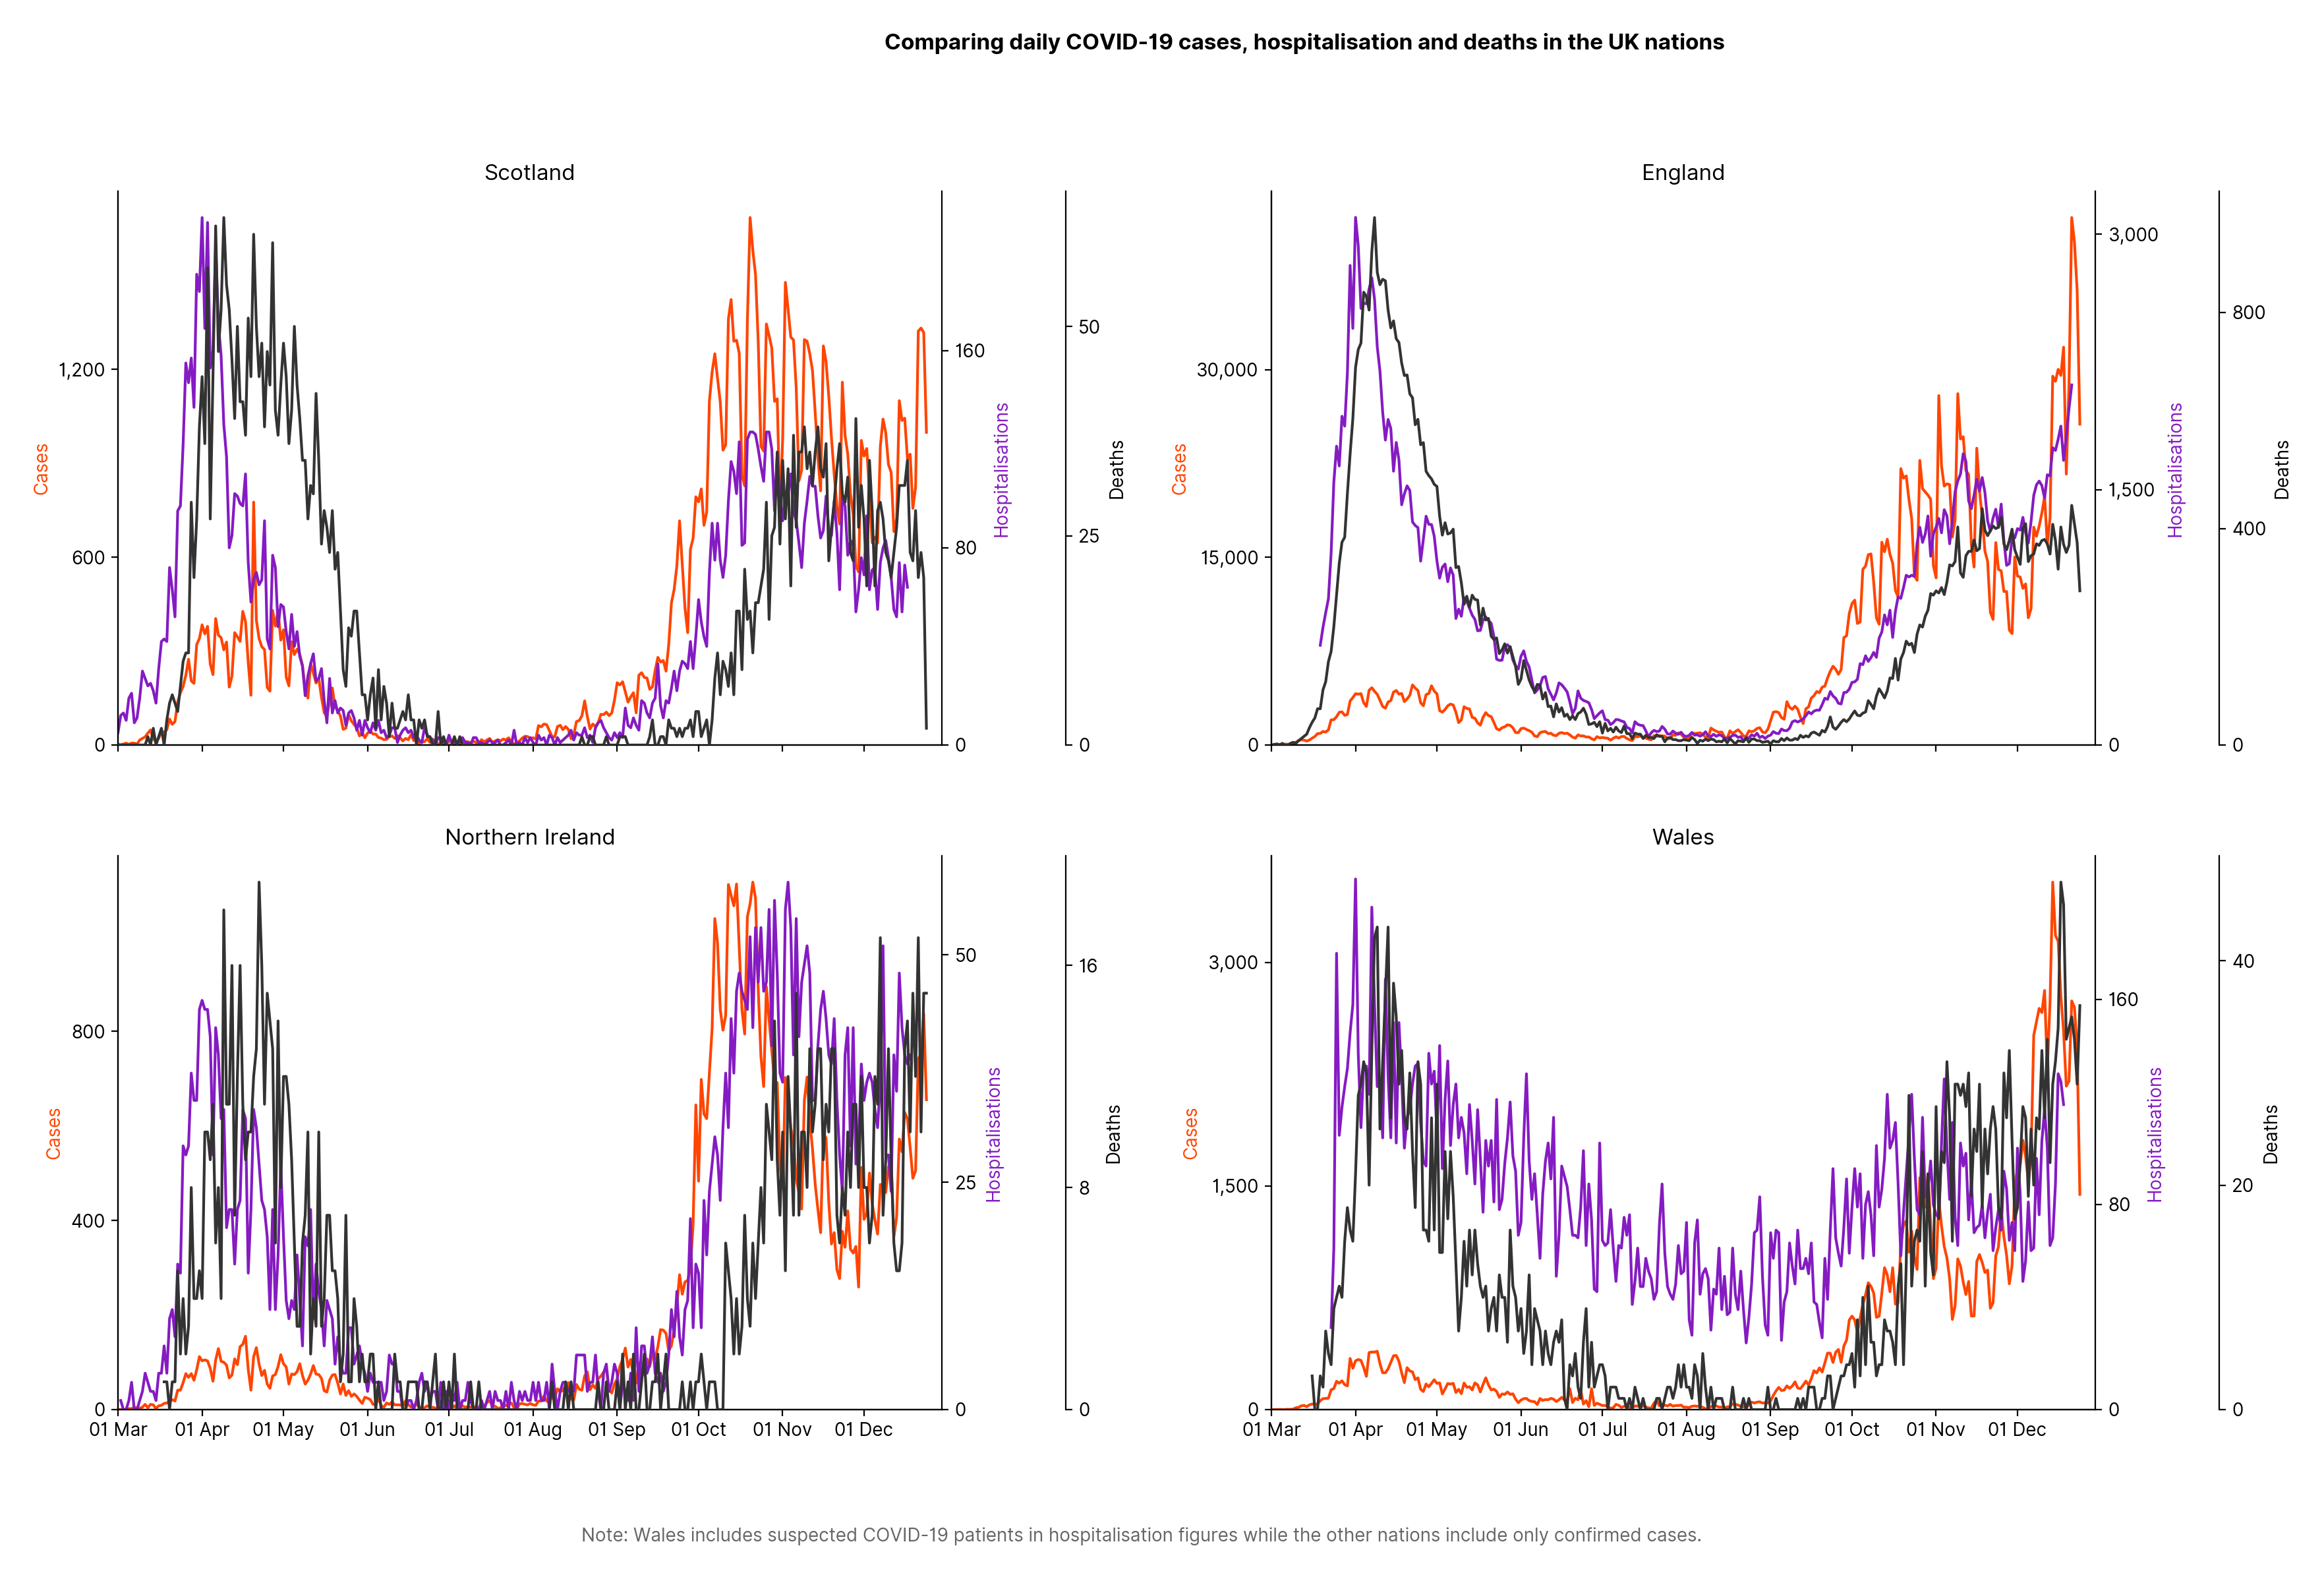 Comparing daily COVID-19 cases, hospitalisation and deaths in the UK nations
Scotland
Cases
1,200
600
0
160
80
0
Hospitalisations
50
25
0
Deaths
England
Cases
30,000
15,000
0
3,000
1,500
0
Hospitalisations
800
400
0
Deaths
Northern Ireland
Cases
800
400
0
50
25
0
Hospitalisations
16
8
0
Deaths
01 Mar 01 Apr 01 May 01 Jun 01 Jul 01 Aug 01 Sep 01 Oct 01 Nov 01 Dec
Wales
Cases
3,000
1,500
0
160
80
0
Hospitalisations
40
20
0
Deaths
01 Mar 01 Apr 01 May 01 Jun 01 Jul 01 Aug 01 Sep 01 Oct 01 Nov 01 Dec
Note: Wales includes suspected COVID-19 patients in hospitalisation figures while the other nations include only confirmed cases.